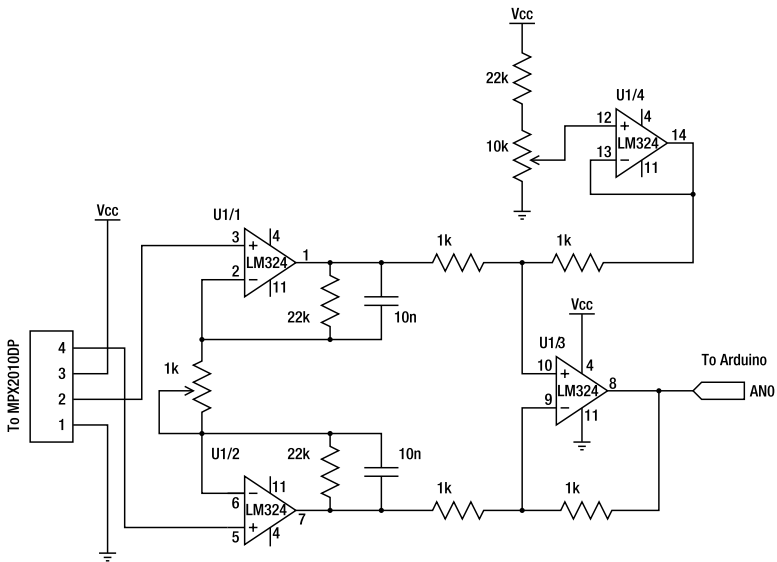 Vcc
22k
10k
U1/4
12
+
4
14
LM324
13
−
11
Vcc
U1/1
3
+
4
1
LM324
2
−
11
1k
1k
22k
10n
Vcc
U1/3
10
+
4
8
LM324
9
−
11
To Arduino
AN0
To MPX2010DP
4
3
2
1
1k
U1/2
22k
10n
6
−
11
LM324
7
5
+
4
1k
1k